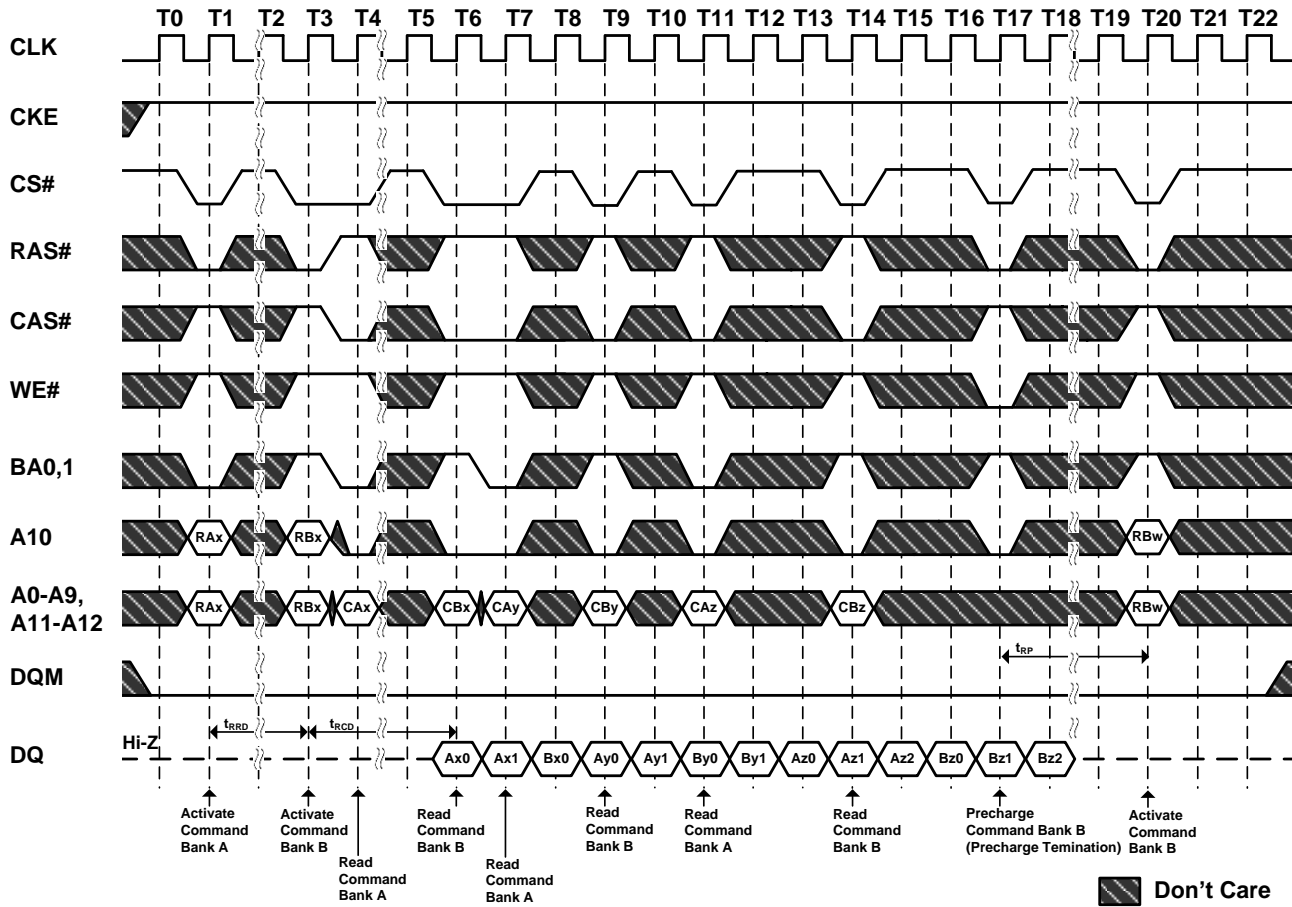 T0 T1 T2 T3 T4 T5 T6 T7 T8 T9 T10 T11 T12 T13 T14 T15 T16 T17 T18 T19 T20 T21 T22
CLK
CKE
CS#
RAS#
CAS#
WE#
BA0,1
A10
RAx RBx RBw
A0-A9,
A11-A12
RAx RBx CAx CBx CAy CBy CAz CBz RBw
tRP
DQM
tRRD tRCD
Hi-Z
DQ
Ax0 Ax1 Bx0 Ay0 Ay1 By0 By1 Az0 Az1 Az2 Bz0 Bz1 Bz2
Activate
Command
Bank A
Activate
Command
Bank B
Read
Command
Bank A
Read
Command
Bank B
Read
Command
Bank A
Read
Command
Bank B
Read
Command
Bank A
Read
Command
Bank B
Precharge
Command Bank B
(Precharge Temination)
Activate
Command
Bank B
Don't Care